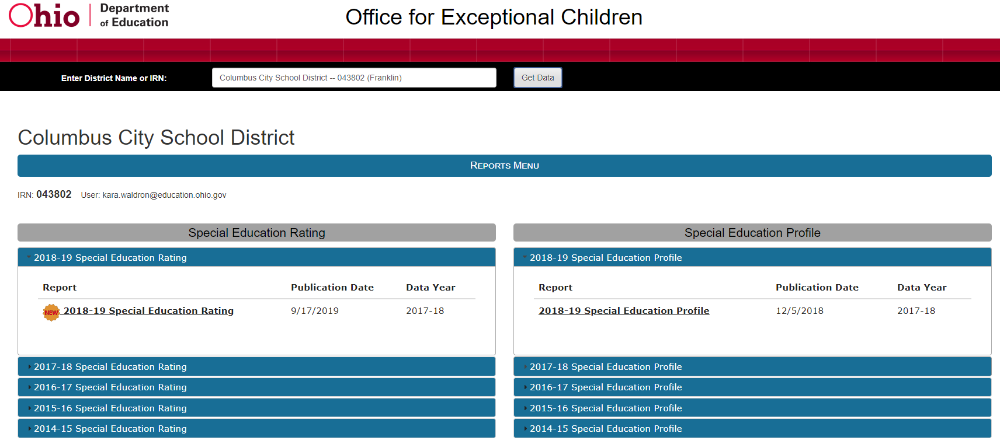 Ohio
Department
of Education
Office for Exceptional Children
Enter District Name or IRN:
Columbus City School District -- 043802 (Franklin)
Get Data
Columbus City School District
REPORTS MENU
IRN: 043802 User: kara.waldron@education.ohio.gov
Special Education Rating
2018-19 Special Education Rating
Report Publication Date Data Year
NEW 2018-19 Special Education Rating 9/17/2019 2017-18
2017-18 Special Education Rating
2016-17 Special Education Rating
2015-16 Special Education Rating
2014-15 Special Education Rating
Special Education Profile
2018-19 Special Education Profile
Report Publication Date Data Year
2018-19 Special Education Profile 12/5/2018 2017-18
2017-18 Special Education Profile
2016-17 Special Education Profile
2015-16 Special Education Profile
2014-15 Special Education Profile